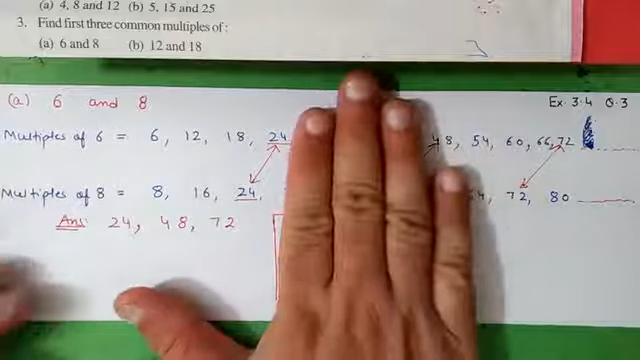 (a) 4, 8 and 12 (b) 5, 15 and 25
3. Find first three common multiples of :
(a) 6 and 8 (b) 12 and 18
(a) 6 and 8 Ex. 3.4 Q.3
Multiples of 6 = 6, 12, 18, 24 48, 54, 60, 66, 72
Multiples of 8 = 8, 16, 24, 72, 80
Ans: 24, 48, 72